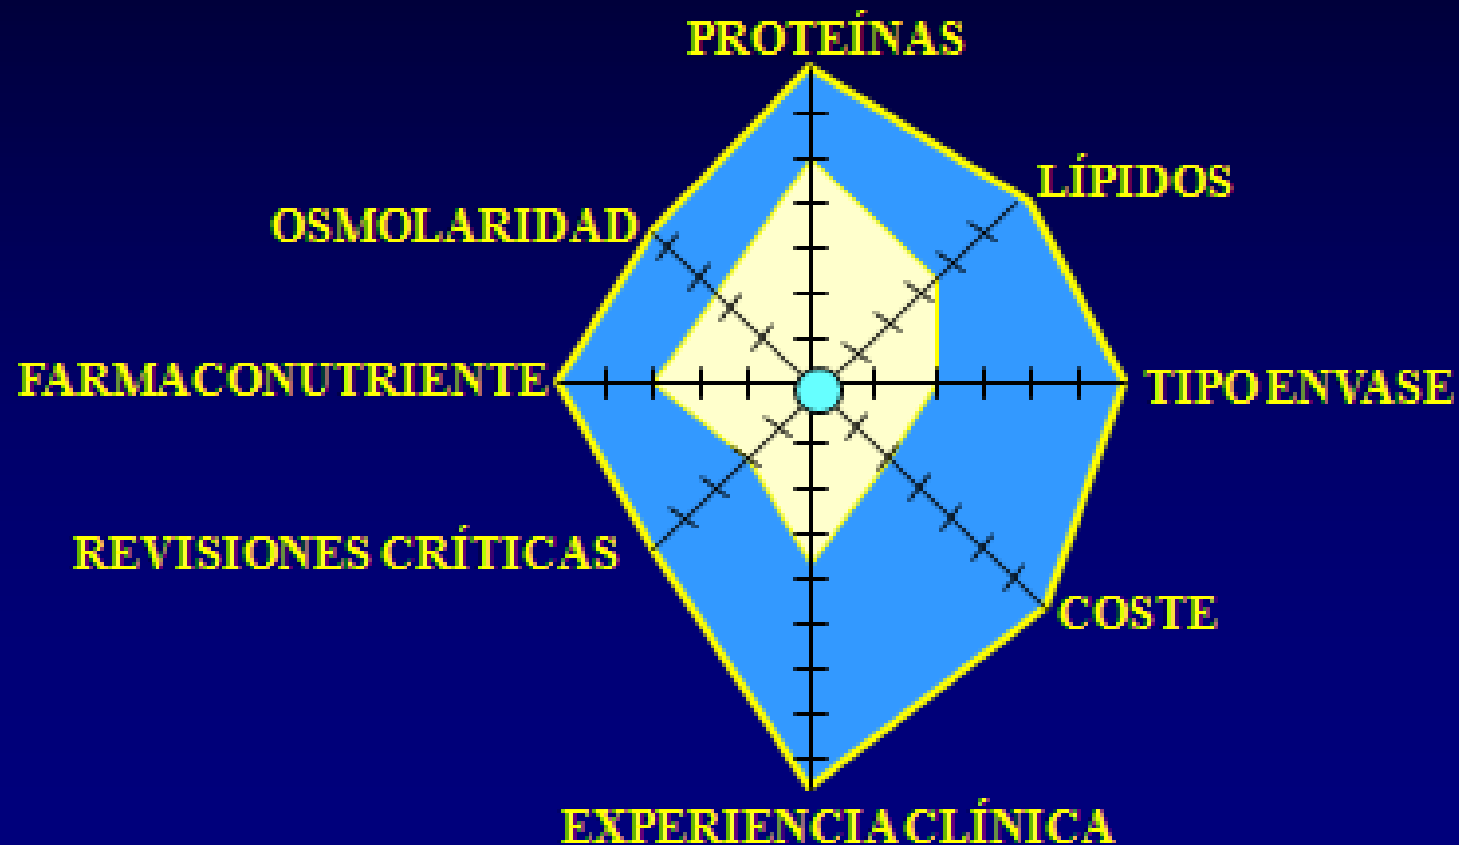 PROTEÍNAS
LÍPIDOS
OSMOLARIDAD
FARMACONUTRIENTE
TIPO ENVASE
REVISIONES CRÍTICAS
COSTE
EXPERIENCIA CLÍNICA